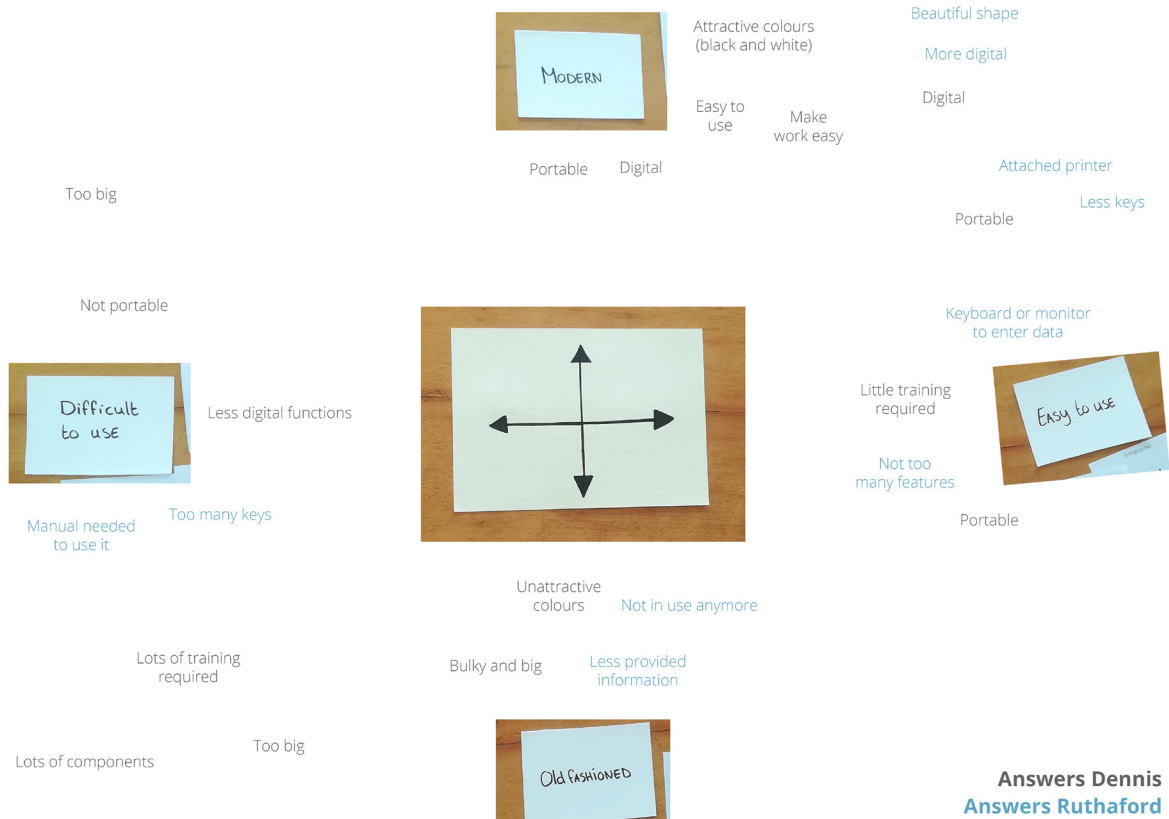 Beautiful shape
Attractive colours
(black and white)
More digital
MODERN
Digital
Easy to
use
Make
work easy
Portable
Digital
Attached printer
Too big
Less keys
Portable
Not portable
Keyboard or monitor
to enter data
Difficult
to use
Less digital functions
Little training
required
Easy to use
Not too
many features
Too many keys
Manual needed
to use it
Portable
Unattractive
colours
Not in use anymore
Lots of training
required
Bulky and big
Less provided
information
Too big
Lots of components
Old fashioned
Answers Dennis
Answers Ruthaford